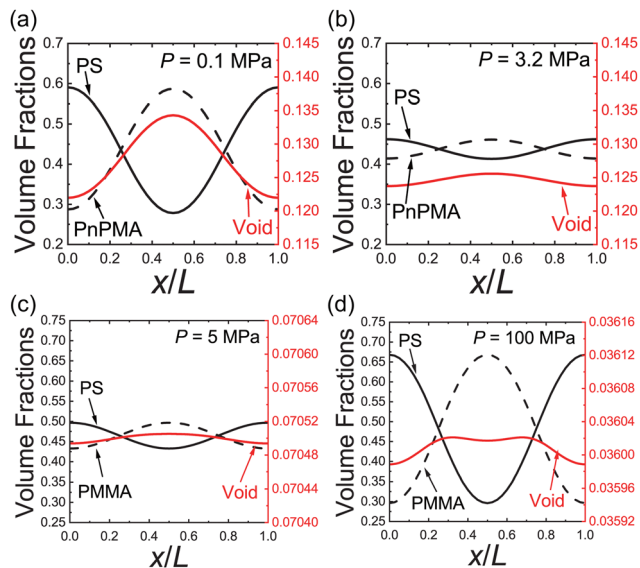 (a)
P = 0.1 MPa
PS
PnPMA
Void
Volume Fractions
0.7
0.6
0.5
0.4
0.3
0.2
0.145
0.140
0.135
0.130
0.125
0.120
0.115
0.0 0.2 0.4 0.6 0.8 1.0
x/L
(b)
P = 3.2 MPa
PS
PnPMA
Void
Volume Fractions
0.7
0.6
0.5
0.4
0.3
0.2
0.145
0.140
0.135
0.130
0.125
0.120
0.115
0.0 0.2 0.4 0.6 0.8 1.0
x/L
(c)
P = 5 MPa
PS
PMMA
Void
Volume Fractions
0.75
0.70
0.65
0.60
0.55
0.50
0.45
0.40
0.35
0.30
0.25
0.07064
0.07060
0.07056
0.07052
0.07048
0.07044
0.07040
0.0 0.2 0.4 0.6 0.8 1.0
x/L
(d)
P = 100 MPa
PS
PMMA
Void
Volume Fractions
0.75
0.70
0.65
0.60
0.55
0.50
0.45
0.40
0.35
0.30
0.25
0.03616
0.03612
0.03608
0.03604
0.03600
0.03596
0.03592
0.0 0.2 0.4 0.6 0.8 1.0
x/L